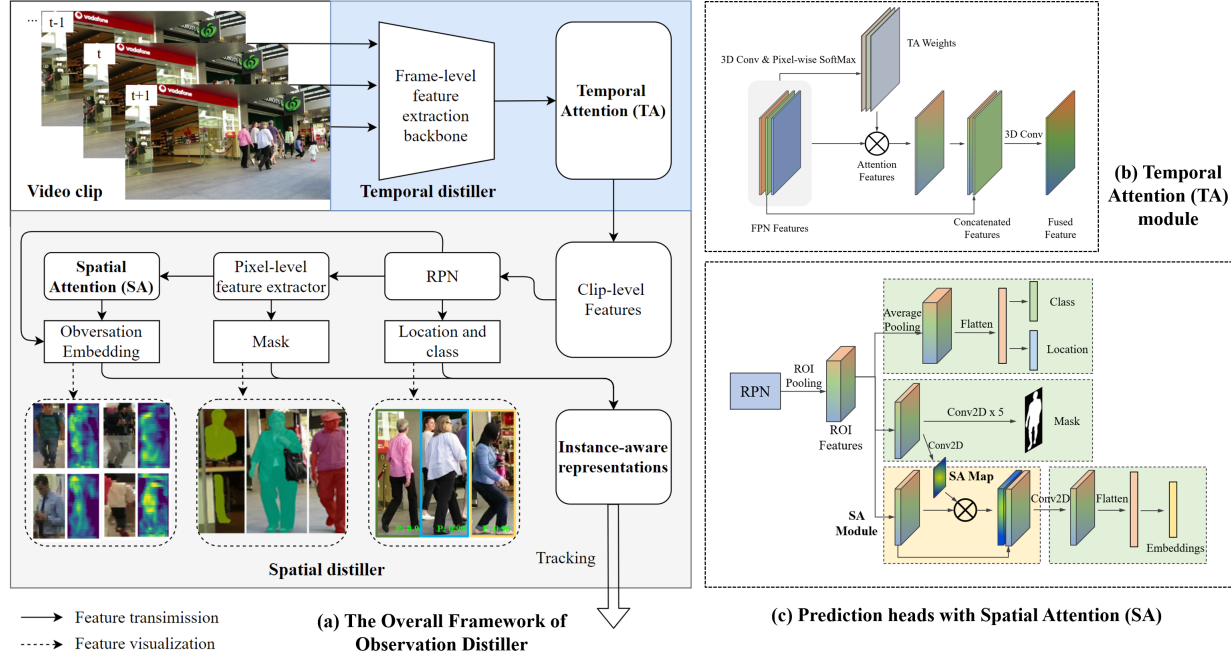 ...
t-1
vodafone
t
vodafone
t+1
vodafone
Video clip
Frame-level
feature
extraction
backbone
Temporal distiller
Temporal
Attention (TA)
Spatial
Attention (SA)
Pixel-level
feature extractor
RPN
Clip-level
Features
Obversation
Embedding
Mask
Location and
class
Instance-aware
representations
Spatial distiller
Tracking
Feature transimission
Feature visualization
(a) The Overall Framework of
Observation Distiller
3D Conv & Pixel-wise SoftMax
TA Weights
Attention
Features
3D Conv
FPN Features
Concatenated
Features
Fused
Feature
(b) Temporal
Attention (TA)
module
RPN
ROI
Pooling
ROI
Features
Average
Pooling
Flatten
Class
Location
Conv2D x 5
Mask
Conv2D
SA Map
SA
Module
Conv2D
Flatten
Embeddings
(c) Prediction heads with Spatial Attention (SA)